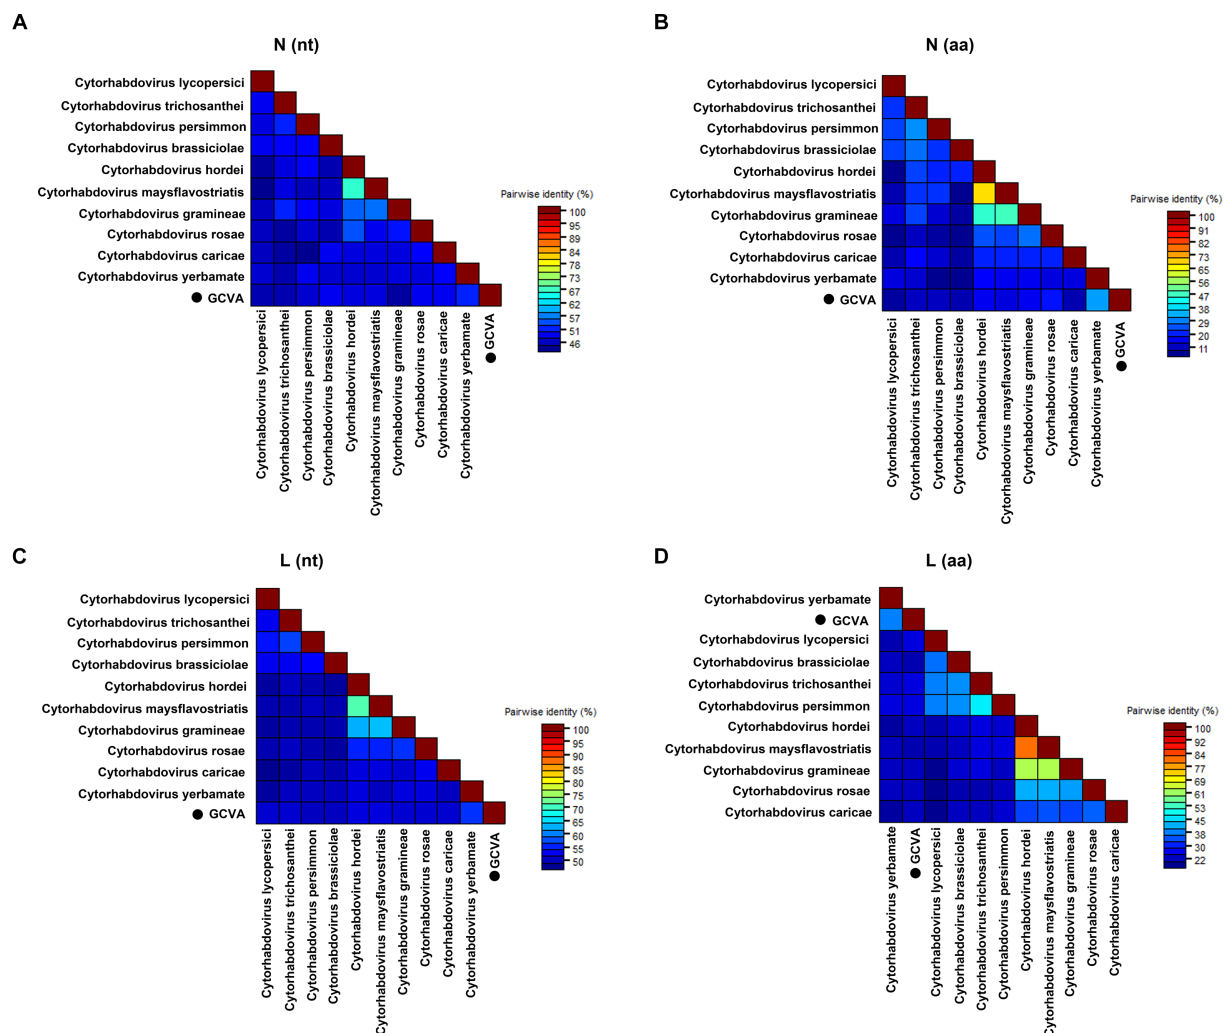 A
N (nt)
Cytorhabdovirus lycopersici
Cytorhabdovirus trichosanthei
Cytorhabdovirus persimmon
Cytorhabdovirus brassiciolae
Cytorhabdovirus hordei
Cytorhabdovirus maysflavostriatis
Cytorhabdovirus gramineae
Cytorhabdovirus rosae
Cytorhabdovirus caricae
Cytorhabdovirus yerbamate
GCVA
Cytorhabdovirus lycopersici
Cytorhabdovirus trichosanthei
Cytorhabdovirus persimmon
Cytorhabdovirus brassiciolae
Cytorhabdovirus hordei
Cytorhabdovirus maysflavostriatis
Cytorhabdovirus gramineae
Cytorhabdovirus rosae
Cytorhabdovirus caricae
Cytorhabdovirus yerbamate
GCVA
Pairwise identity (%)
100
95
89
84
78
73
67
62
57
51
46
B
N (aa)
Cytorhabdovirus lycopersici
Cytorhabdovirus trichosanthei
Cytorhabdovirus persimmon
Cytorhabdovirus brassiciolae
Cytorhabdovirus hordei
Cytorhabdovirus maysflavostriatis
Cytorhabdovirus gramineae
Cytorhabdovirus rosae
Cytorhabdovirus caricae
Cytorhabdovirus yerbamate
GCVA
Cytorhabdovirus lycopersici
Cytorhabdovirus trichosanthei
Cytorhabdovirus persimmon
Cytorhabdovirus brassiciolae
Cytorhabdovirus hordei
Cytorhabdovirus maysflavostriatis
Cytorhabdovirus gramineae
Cytorhabdovirus rosae
Cytorhabdovirus caricae
Cytorhabdovirus yerbamate
GCVA
Pairwise identity (%)
100
91
82
73
65
56
47
38
29
20
11
C
L (nt)
Cytorhabdovirus lycopersici
Cytorhabdovirus trichosanthei
Cytorhabdovirus persimmon
Cytorhabdovirus brassiciolae
Cytorhabdovirus hordei
Cytorhabdovirus maysflavostriatis
Cytorhabdovirus gramineae
Cytorhabdovirus rosae
Cytorhabdovirus caricae
Cytorhabdovirus yerbamate
GCVA
Cytorhabdovirus lycopersici
Cytorhabdovirus trichosanthei
Cytorhabdovirus persimmon
Cytorhabdovirus brassiciolae
Cytorhabdovirus hordei
Cytorhabdovirus maysflavostriatis
Cytorhabdovirus gramineae
Cytorhabdovirus rosae
Cytorhabdovirus caricae
Cytorhabdovirus yerbamate
GCVA
Pairwise identity (%)
100
95
90
85
80
75
70
65
60
55
50
D
L (aa)
Cytorhabdovirus yerbamate
GCVA
Cytorhabdovirus lycopersici
Cytorhabdovirus brassiciolae
Cytorhabdovirus trichosanthei
Cytorhabdovirus persimmon
Cytorhabdovirus hordei
Cytorhabdovirus maysflavostriatis
Cytorhabdovirus gramineae
Cytorhabdovirus rosae
Cytorhabdovirus caricae
Cytorhabdovirus yerbamate
GCVA
Cytorhabdovirus lycopersici
Cytorhabdovirus brassiciolae
Cytorhabdovirus trichosanthei
Cytorhabdovirus persimmon
Cytorhabdovirus hordei
Cytorhabdovirus maysflavostriatis
Cytorhabdovirus gramineae
Cytorhabdovirus rosae
Cytorhabdovirus caricae
Pairwise identity (%)
100
92
84
77
69
61
53
45
38
30
22